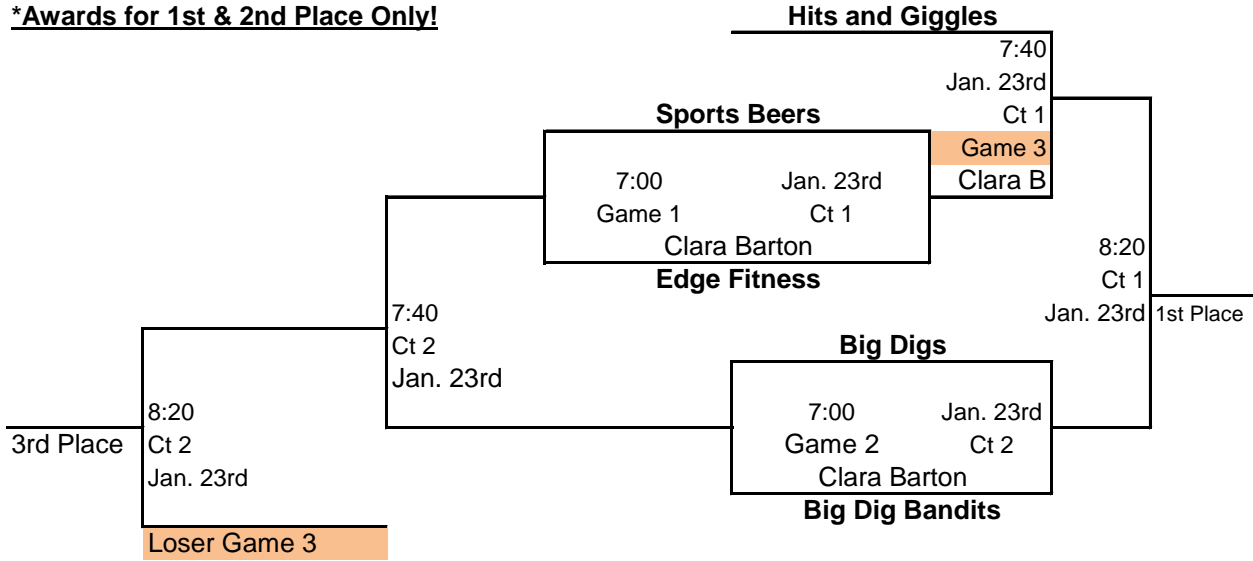 *Awards for 1st & 2nd Place Only!
Hits and Giggles
7:40
Jan. 23rd
Ct 1
Game 3
Clara B
Sports Beers
7:00 Jan. 23rd
Game 1 Ct 1
Clara Barton
Edge Fitness
8:20
Ct 1
Jan. 23rd
1st Place
7:40
Ct 2
Jan. 23rd
Big Digs
7:00 Jan. 23rd
Game 2 Ct 2
Clara Barton
Big Dig Bandits
8:20
Ct 2
Jan. 23rd
3rd Place
Loser Game 3